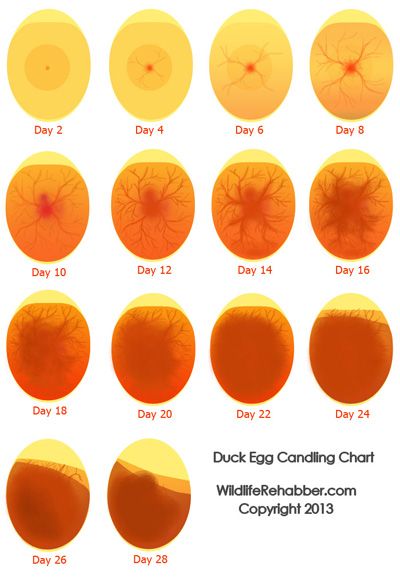 Day 2
Day 4
Day 6
Day 8
Day 10
Day 12
Day 14
Day 16
Day 18
Day 20
Day 22
Day 24
Day 26
Day 28
Duck Egg Candling Chart
WildlifeRehabber.com
Copyright 2013